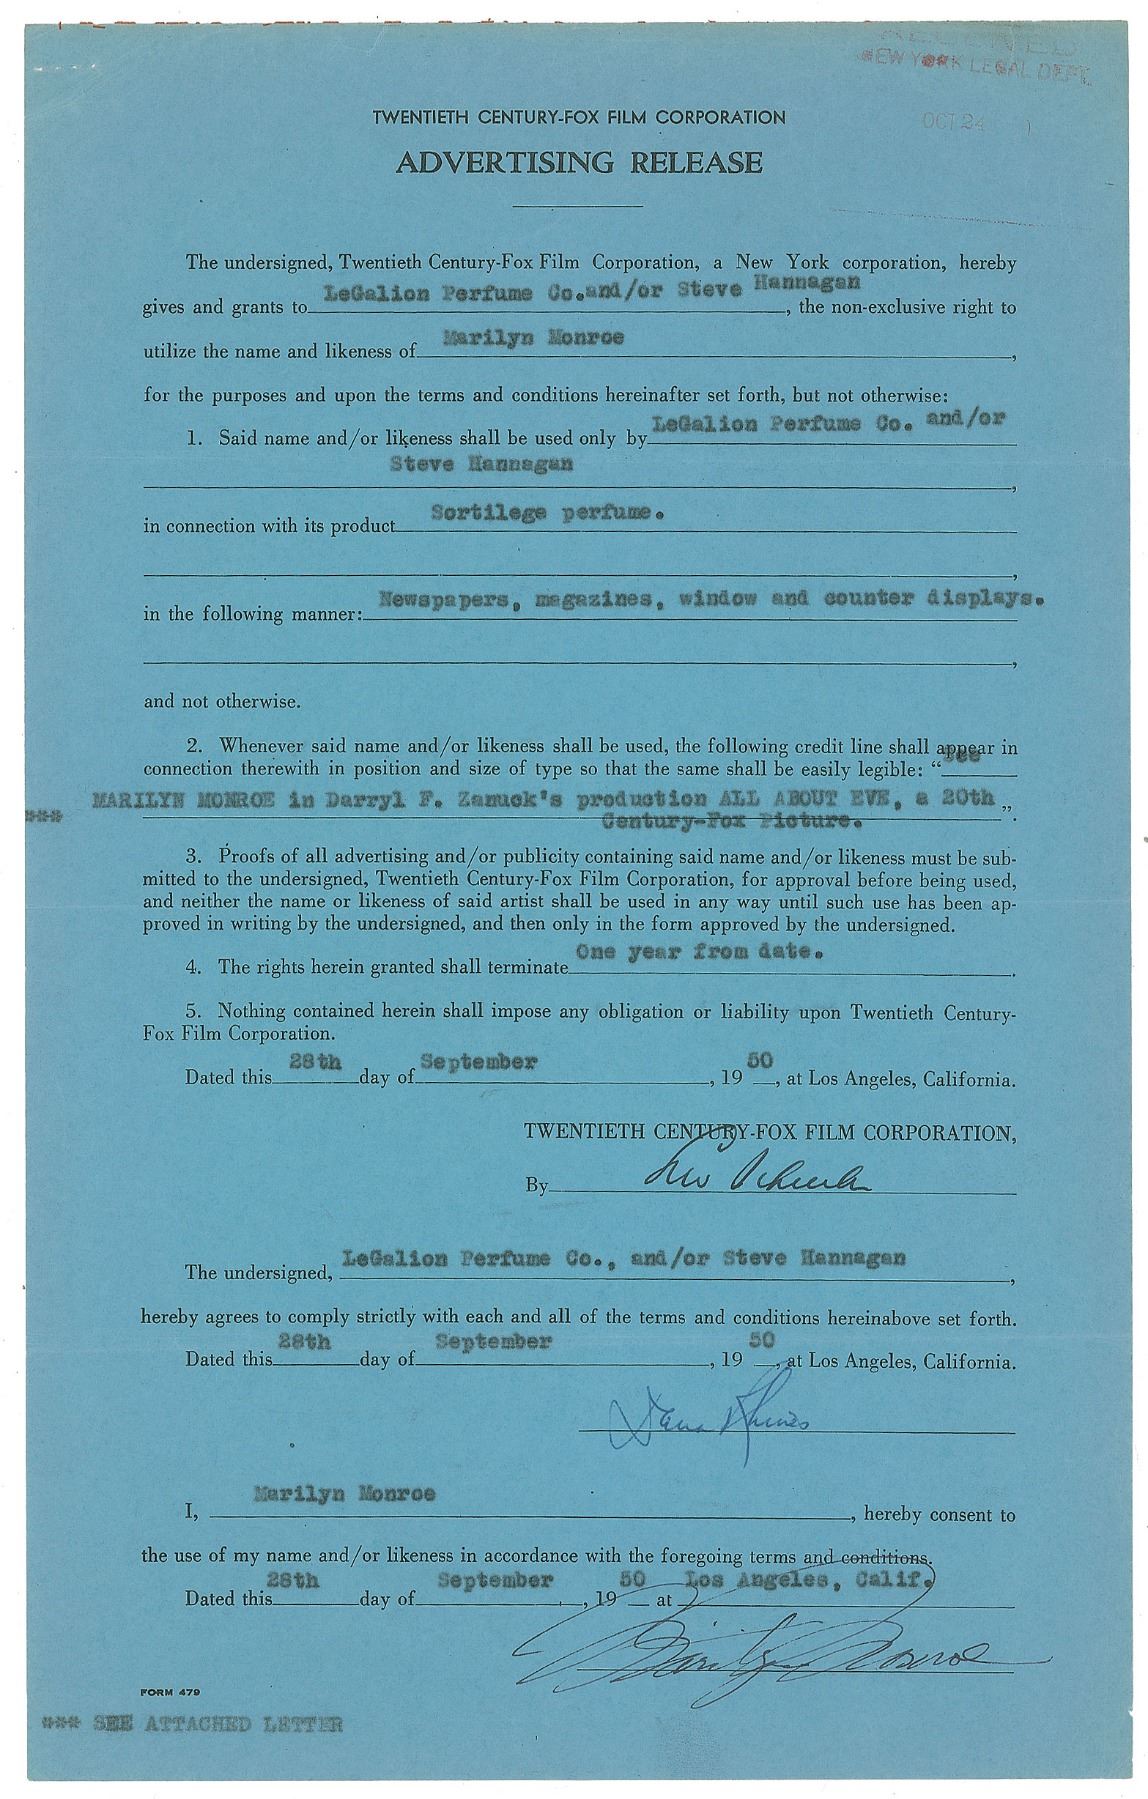 NEW YORK LEGAL DEPT.
OCT 24
TWENTIETH CENTURY-FOX FILM CORPORATION
ADVERTISING RELEASE
The undersigned, Twentieth Century-Fox Film Corporation, a New York corporation, hereby
gives and grants to LeGalion Perfume Co.and/or Steve Hannagan, the non-exclusive right to
utilize the name and likeness of Marilyn Monroe,
for the purposes and upon the terms and conditions hereinafter set forth, but not otherwise:
1. Said name and/or likeness shall be used only by LeGalion Perfume Co. and/or
Steve Hannagan,
in connection with its product Sortilege perfume.
,
in the following manner: Newspapers, magazines, window and counter displays.
,
and not otherwise.
2. Whenever said name and/or likeness shall be used, the following credit line shall appear in
connection therewith in position and size of type so that the same shall be easily legible: “See
*** MARILYN MONROE in Darryl F. Zanuck's production ALL ABOUT EVE, a 20th
Century-Fox Picture.”.
3. Proofs of all advertising and/or publicity containing said name and/or likeness must be sub-
mitted to the undersigned, Twentieth Century-Fox Film Corporation, for approval before being used,
and neither the name or likeness of said artist shall be used in any way until such use has been ap-
proved in writing by the undersigned, and then only in the form approved by the undersigned.
4. The rights herein granted shall terminate One year from date.
5. Nothing contained herein shall impose any obligation or liability upon Twentieth Century-
Fox Film Corporation.
Dated this 28th day of September, 1950, at Los Angeles, California.
TWENTIETH CENTURY-FOX FILM CORPORATION,
By Lew Schreiber
The undersigned, LeGalion Perfume Co., and/or Steve Hannagan,
hereby agrees to comply strictly with each and all of the terms and conditions hereinabove set forth.
Dated this 28th day of September, 1950, at Los Angeles, California.
I, Marilyn Monroe, hereby consent to
the use of my name and/or likeness in accordance with the foregoing terms and conditions.
Dated this 28th day of September, 1950 at Los Angeles, Calif.
Marilyn Monroe
FORM 479
*** SEE ATTACHED LETTER